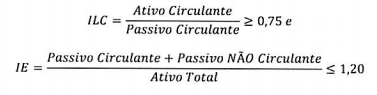 ILC = Ativo Circulante / Passivo Circulante ≥ 0,75 e
IE = Passivo Circulante + Passivo NÃO Circulante / Ativo Total ≤ 1,20